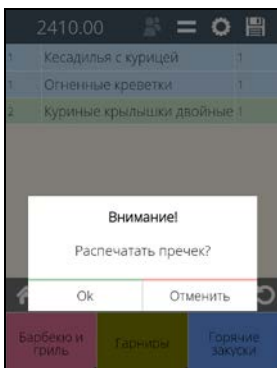 2410.00
1 Кесадилья с курицей 1
1 Огненные креветки 1
2 Куриные крылышки двойные 1
Внимание!
Распечатать пречек?
Ok Отменить
Барбекю и гриль Гарниры Горячие закуски